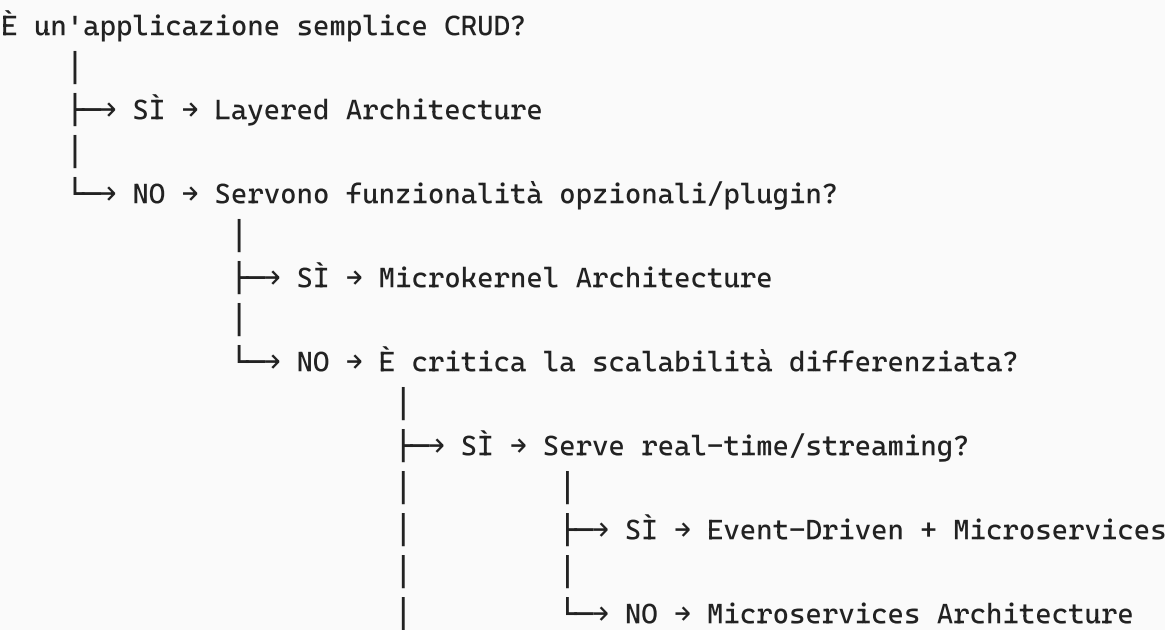 È un'applicazione semplice CRUD?
│
├─→ SÌ → Layered Architecture
│
└─→ NO → Servono funzionalità opzionali/plugin?
│
├─→ SÌ → Microkernel Architecture
│
└─→ NO → È critica la scalabilità differenziata?
│
├─→ SÌ → Serve real-time/streaming?
│ │
│ ├─→ SÌ → Event-Driven + Microservices
│ │
│ └─→ NO → Microservices Architecture